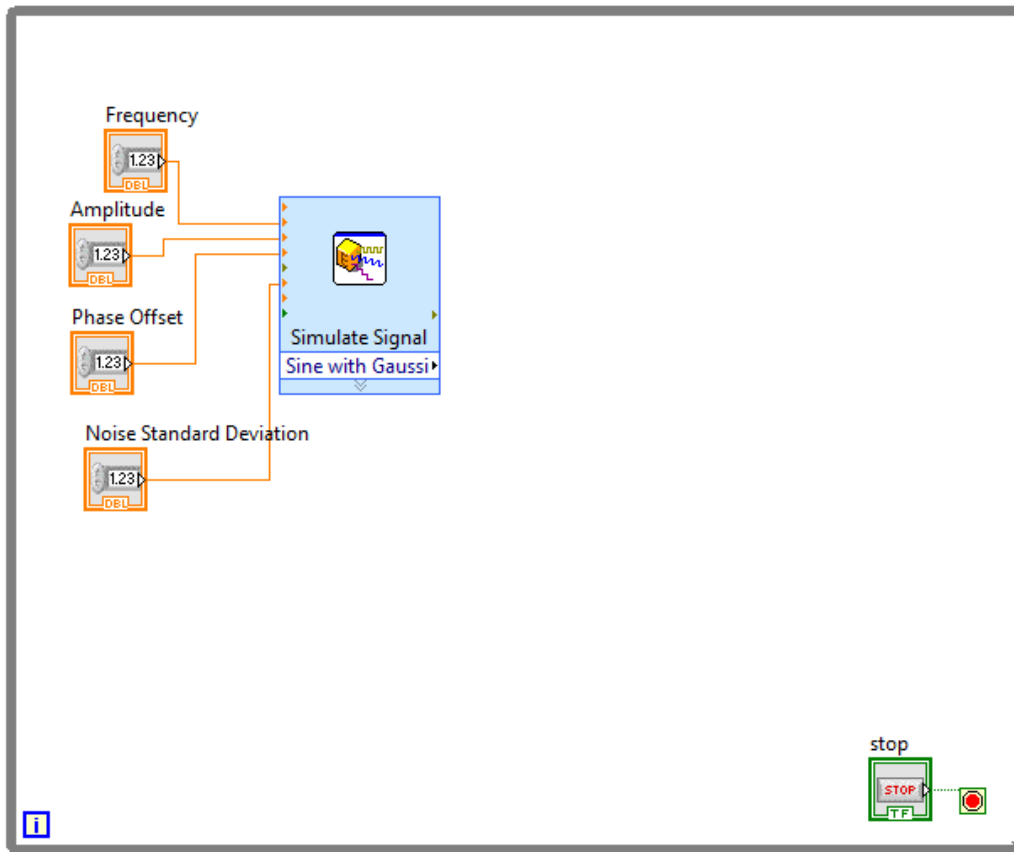 Frequency
1.23
DBL
Amplitude
1.23
DBL
Phase Offset
1.23
DBL
Simulate Signal
Sine with Gaussi
Noise Standard Deviation
1.23
DBL
stop
STOP
TF
i